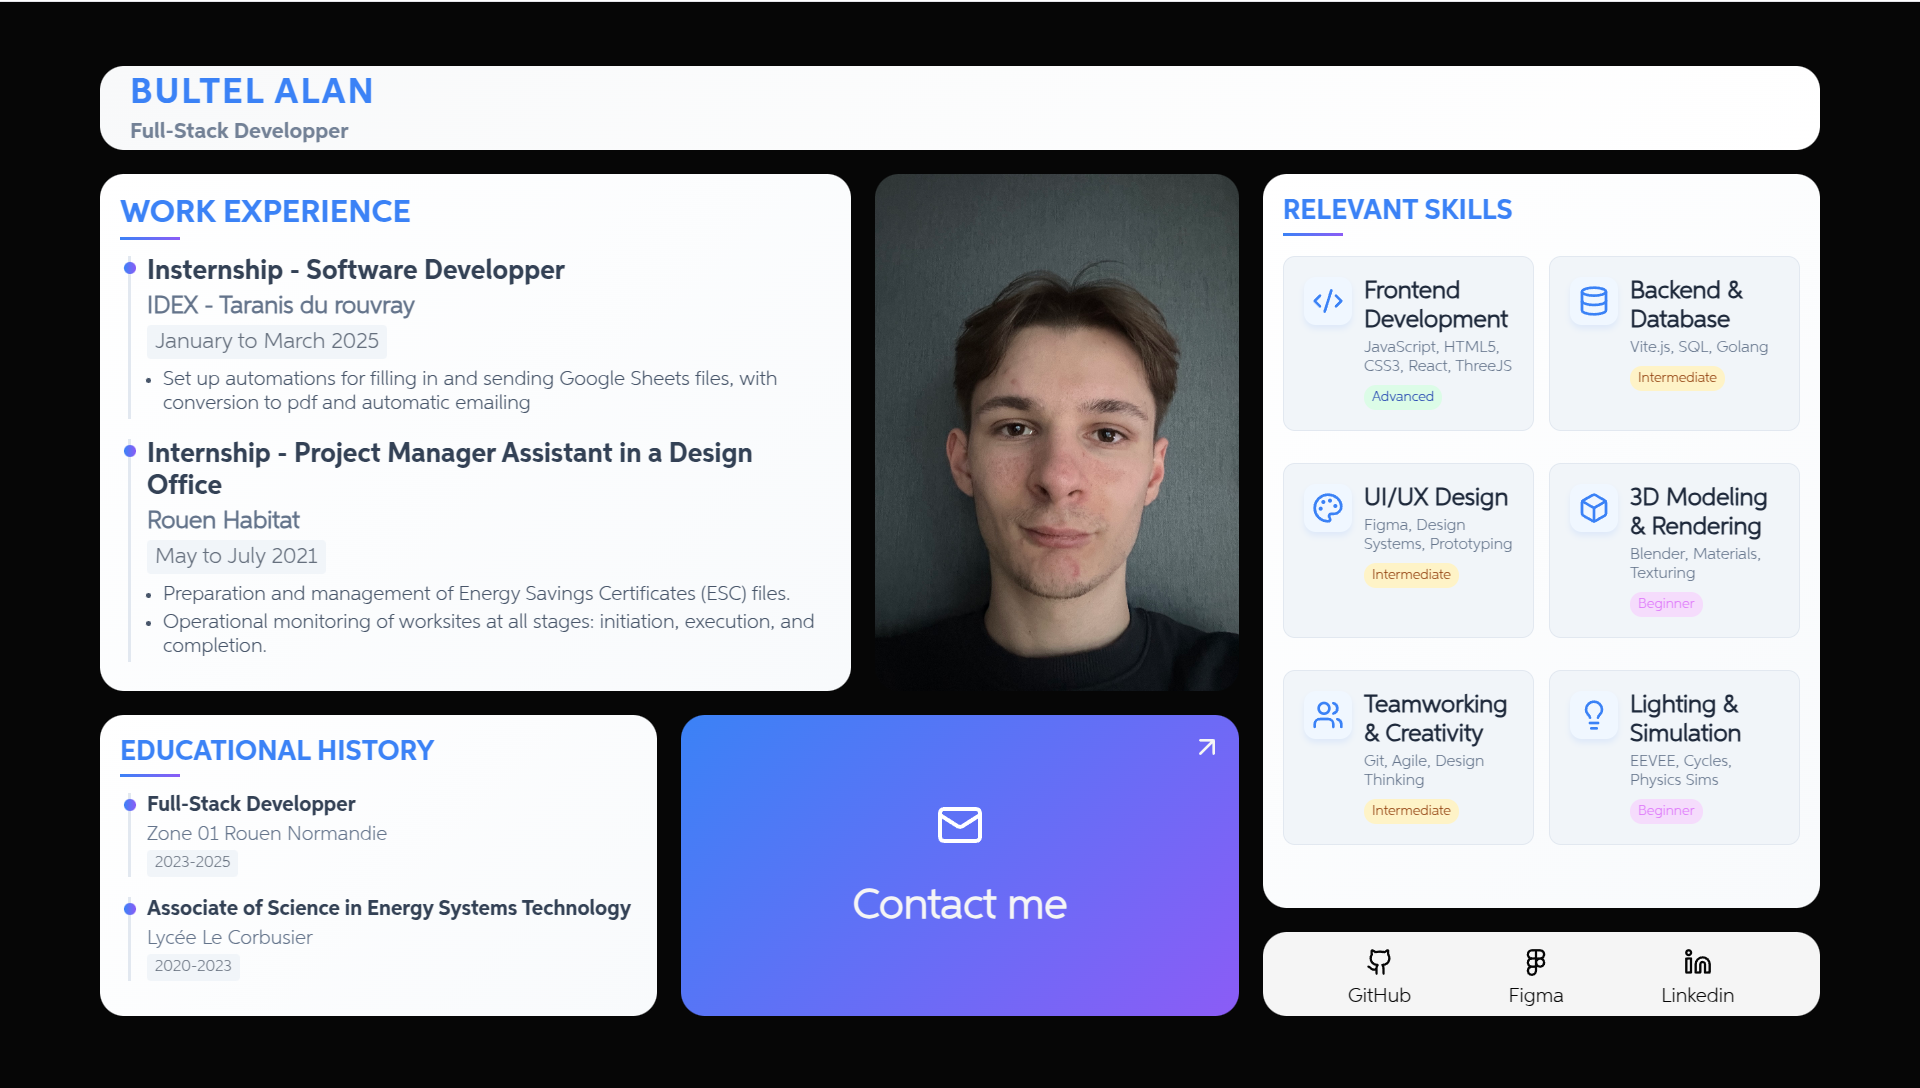 BULTEL ALAN
Full-Stack Developper
WORK EXPERIENCE
Insternship - Software Developper
IDEX - Taranis du rouvray
January to March 2025
Set up automations for filling in and sending Google Sheets files, with
conversion to pdf and automatic emailing
Internship - Project Manager Assistant in a Design
Office
Rouen Habitat
May to July 2021
Preparation and management of Energy Savings Certificates (ESC) files.
Operational monitoring of worksites at all stages: initiation, execution, and
completion.
EDUCATIONAL HISTORY
Full-Stack Developper
Zone 01 Rouen Normandie
2023-2025
Associate of Science in Energy Systems Technology
Lycée Le Corbusier
2020-2023
Contact me
RELEVANT SKILLS
Frontend
Development
JavaScript, HTML5,
CSS3, React, ThreeJS
Advanced
Backend &
Database
Vite.js, SQL, Golang
Intermediate
UI/UX Design
Figma, Design
Systems, Prototyping
Intermediate
3D Modeling
& Rendering
Blender, Materials,
Texturing
Beginner
Teamworking
& Creativity
Git, Agile, Design
Thinking
Intermediate
Lighting &
Simulation
EEVEE, Cycles,
Physics Sims
Beginner
GitHub
Figma
Linkedin